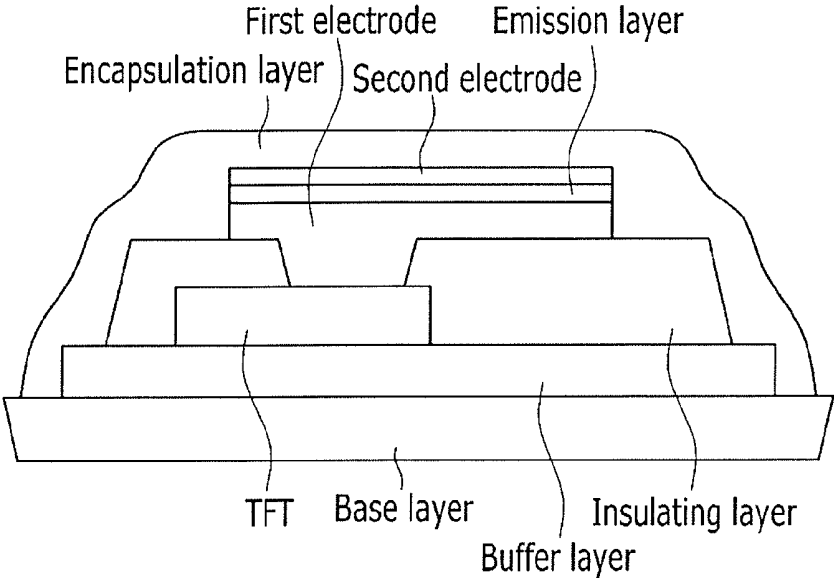 First electrode
Emission layer
Encapsulation layer
Second electrode
TFT
Base layer
Insulating layer
Buffer layer